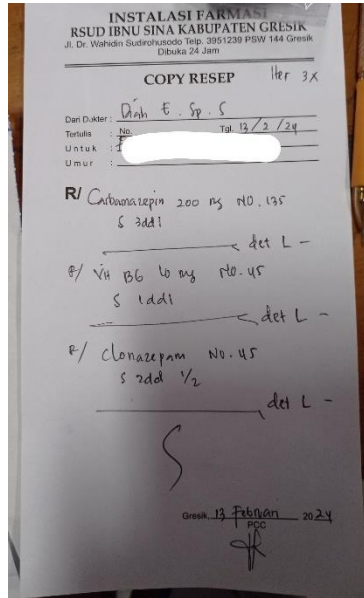 INSTALASI FARMASI
RSUD IBNU SINA KABUPATEN GRESIK
Jl. Dr. Wahidin Sudirohusodo Telp. 3951239 PSW 144 Gresik
Dibuka 24 Jam
COPY RESEP Iter 3x
Dari Dokter : Diah E. Sp. S
Tertulis : No. Tgl. 13/2/24
Untuk :
Umur :
R/ Carbamazepin 200 mg NO. 135
S 3dd1
det L -
R/ Vit B6 10 mg No. 45
S 1dd1
det L -
R/ Clonazepam No. 45
S 2dd 1/2
det L -
Gresik, 13 Februari 2024
PCC